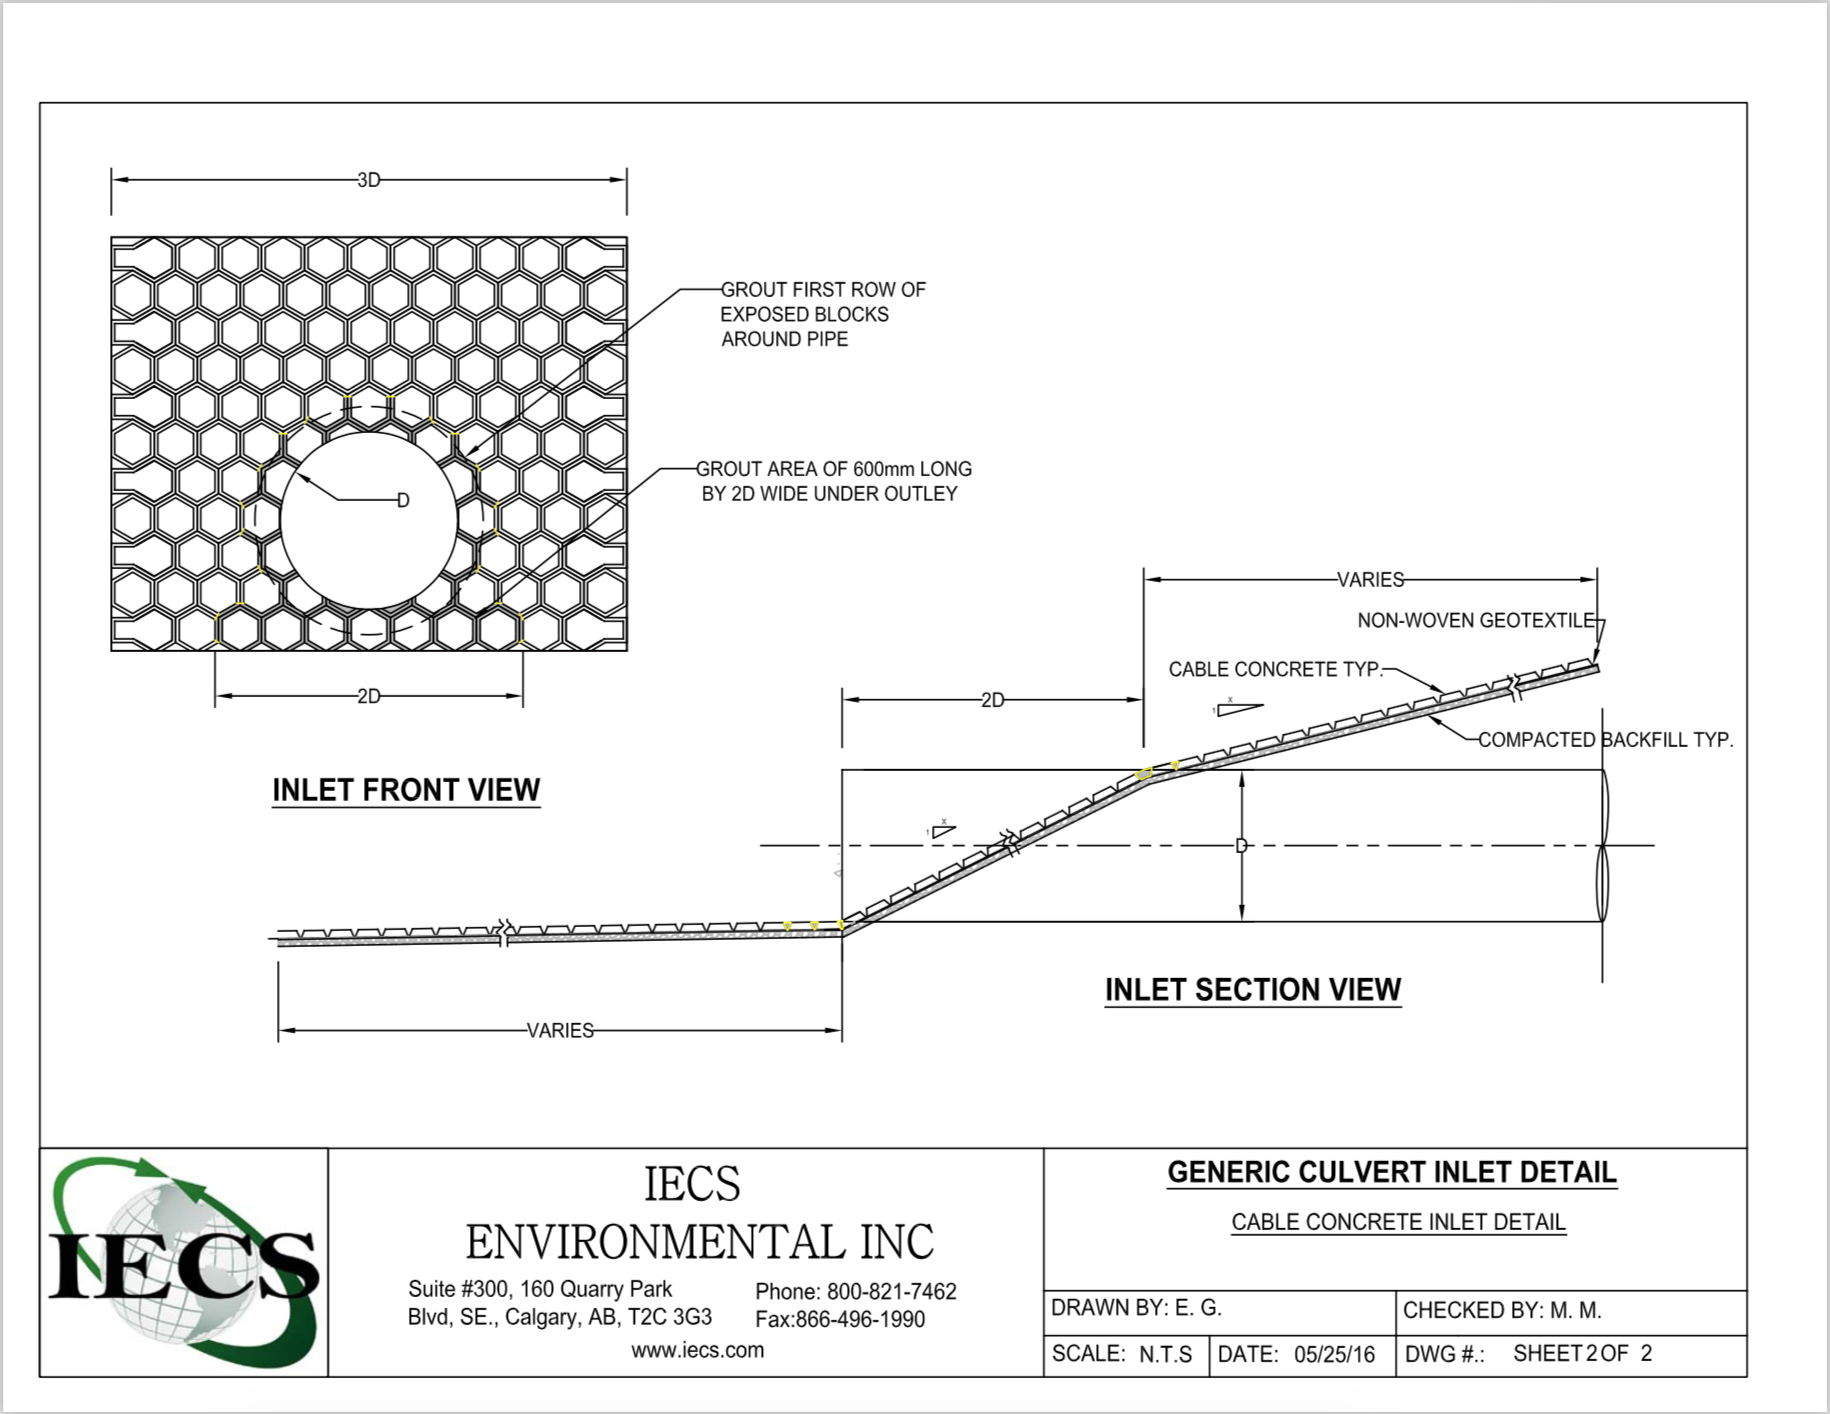 3D
GROUT FIRST ROW OF
EXPOSED BLOCKS
AROUND PIPE
GROUT AREA OF 600mm LONG
BY 2D WIDE UNDER OUTLEY
D
2D
INLET FRONT VIEW
VARIES
NON-WOVEN GEOTEXTILE
CABLE CONCRETE TYP.
2D
X
1
COMPACTED BACKFILL TYP.
X
1
D
INLET SECTION VIEW
VARIES
IECS
IECS
ENVIRONMENTAL INC
Suite #300, 160 Quarry Park
Blvd, SE., Calgary, AB, T2C 3G3
Phone: 800-821-7462
Fax:866-496-1990
www.iecs.com
GENERIC CULVERT INLET DETAIL
CABLE CONCRETE INLET DETAIL
DRAWN BY: E. G.
CHECKED BY: M. M.
SCALE: N.T.S
DATE: 05/25/16
DWG #.: SHEET 2 OF 2